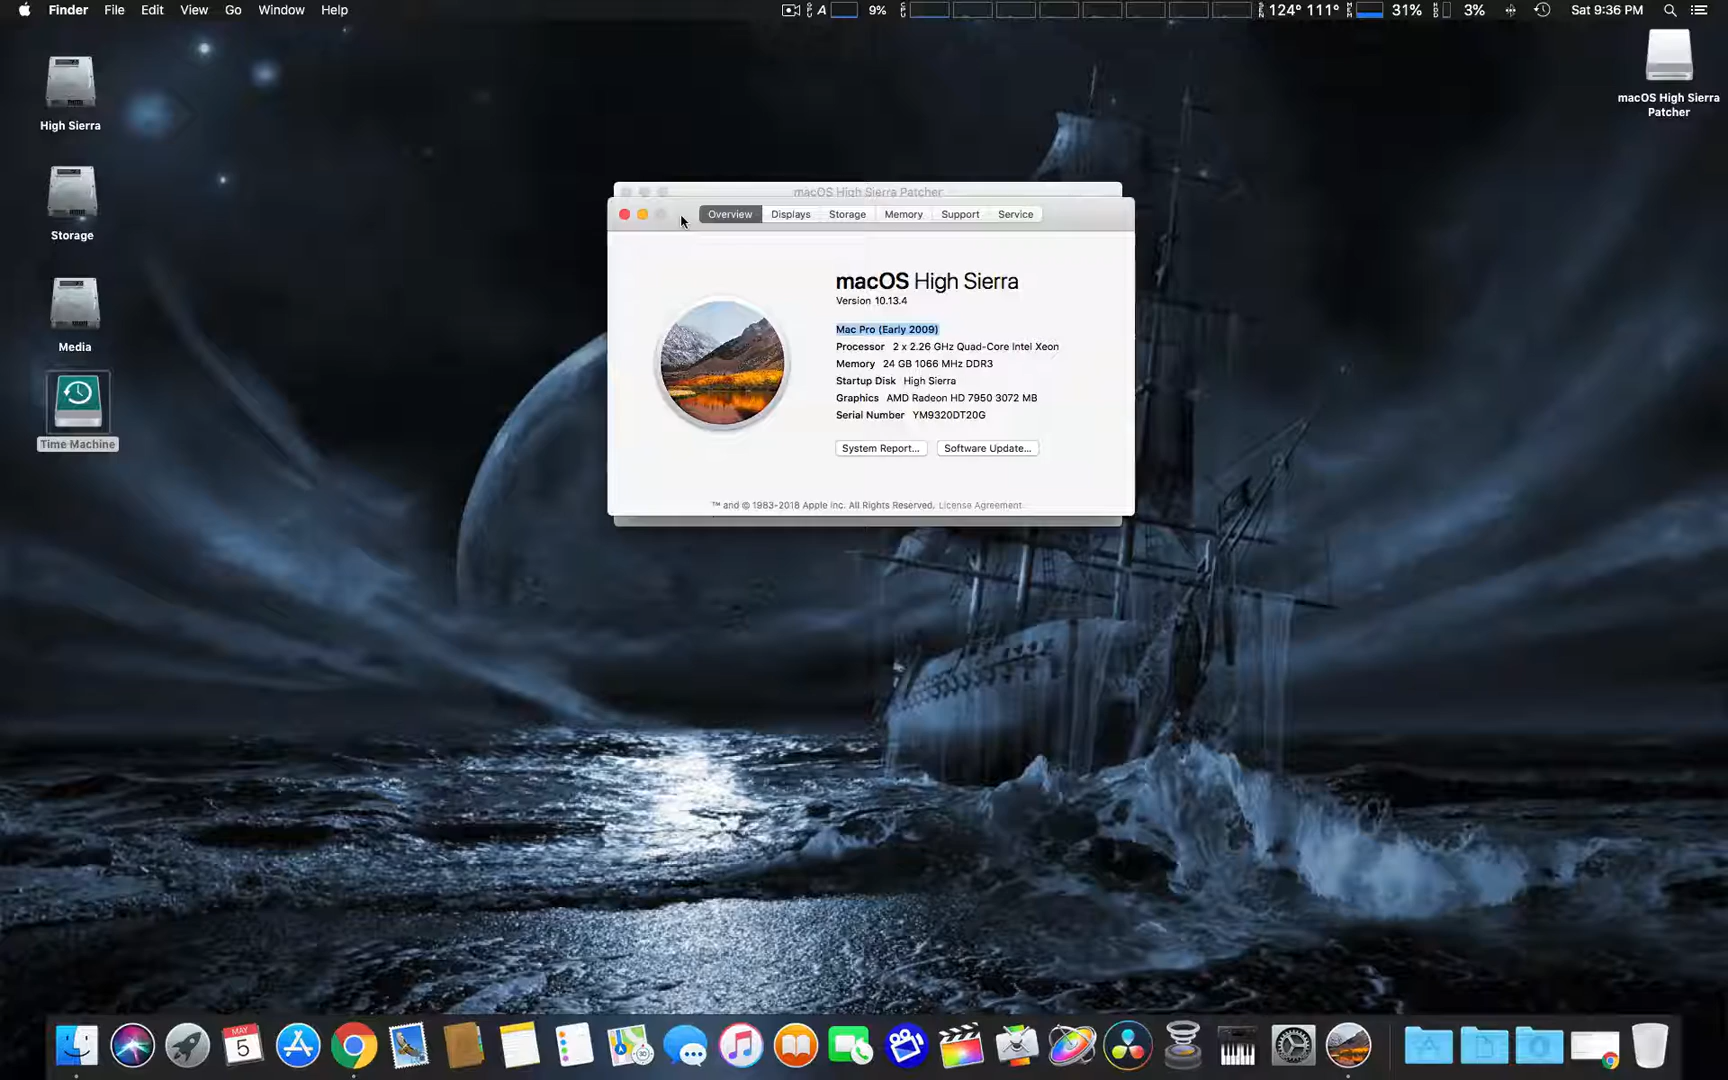 Finder File Edit View Go Window Help
A 9% 124° 111° 31% 3% Sat 9:36 PM
High Sierra
Storage
Media
Time Machine
macOS High Sierra
Patcher
macOS High Sierra Patcher
Overview Displays Storage Memory Support Service
macOS High Sierra
Version 10.13.4
Mac Pro (Early 2009)
Processor 2 x 2.26 GHz Quad-Core Intel Xeon
Memory 24 GB 1066 MHz DDR3
Startup Disk High Sierra
Graphics AMD Radeon HD 7950 3072 MB
Serial Number YM9320DT20G
System Report... Software Update...
™ and © 1983-2018 Apple Inc. All Rights Reserved. License Agreement
MAY
5